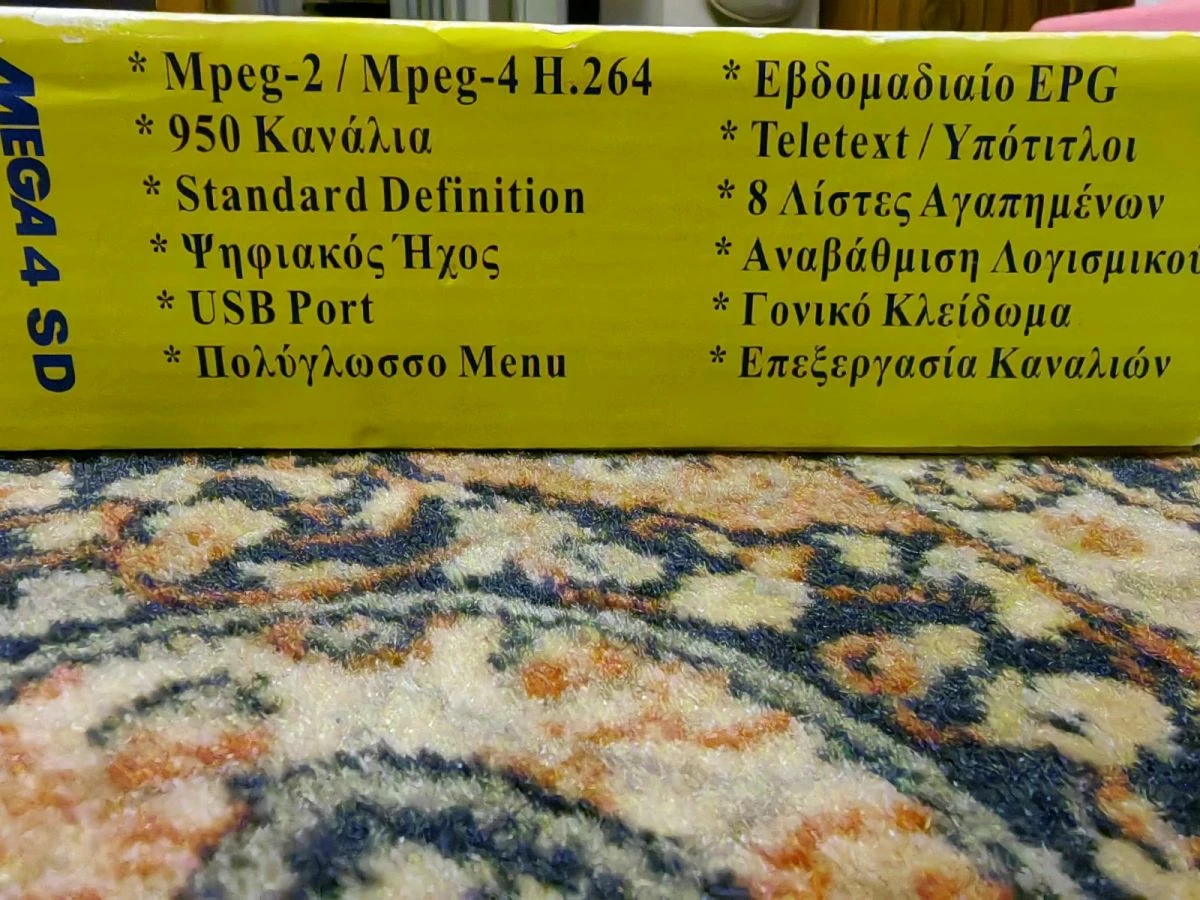 MEGA 4 SD
* Mpeg-2 / Mpeg-4 H.264
* 950 Κανάλια
* Standard Definition
* Ψηφιακός Ήχος
* USB Port
* Πολύγλωσσο Menu
* Εβδομαδιαίο EPG
* Teletext / Υπότιτλοι
* 8 Λίστες Αγαπημένων
* Αναβάθμιση Λογισμικού
* Γονικό Κλείδωμα
* Επεξεργασία Καναλιών